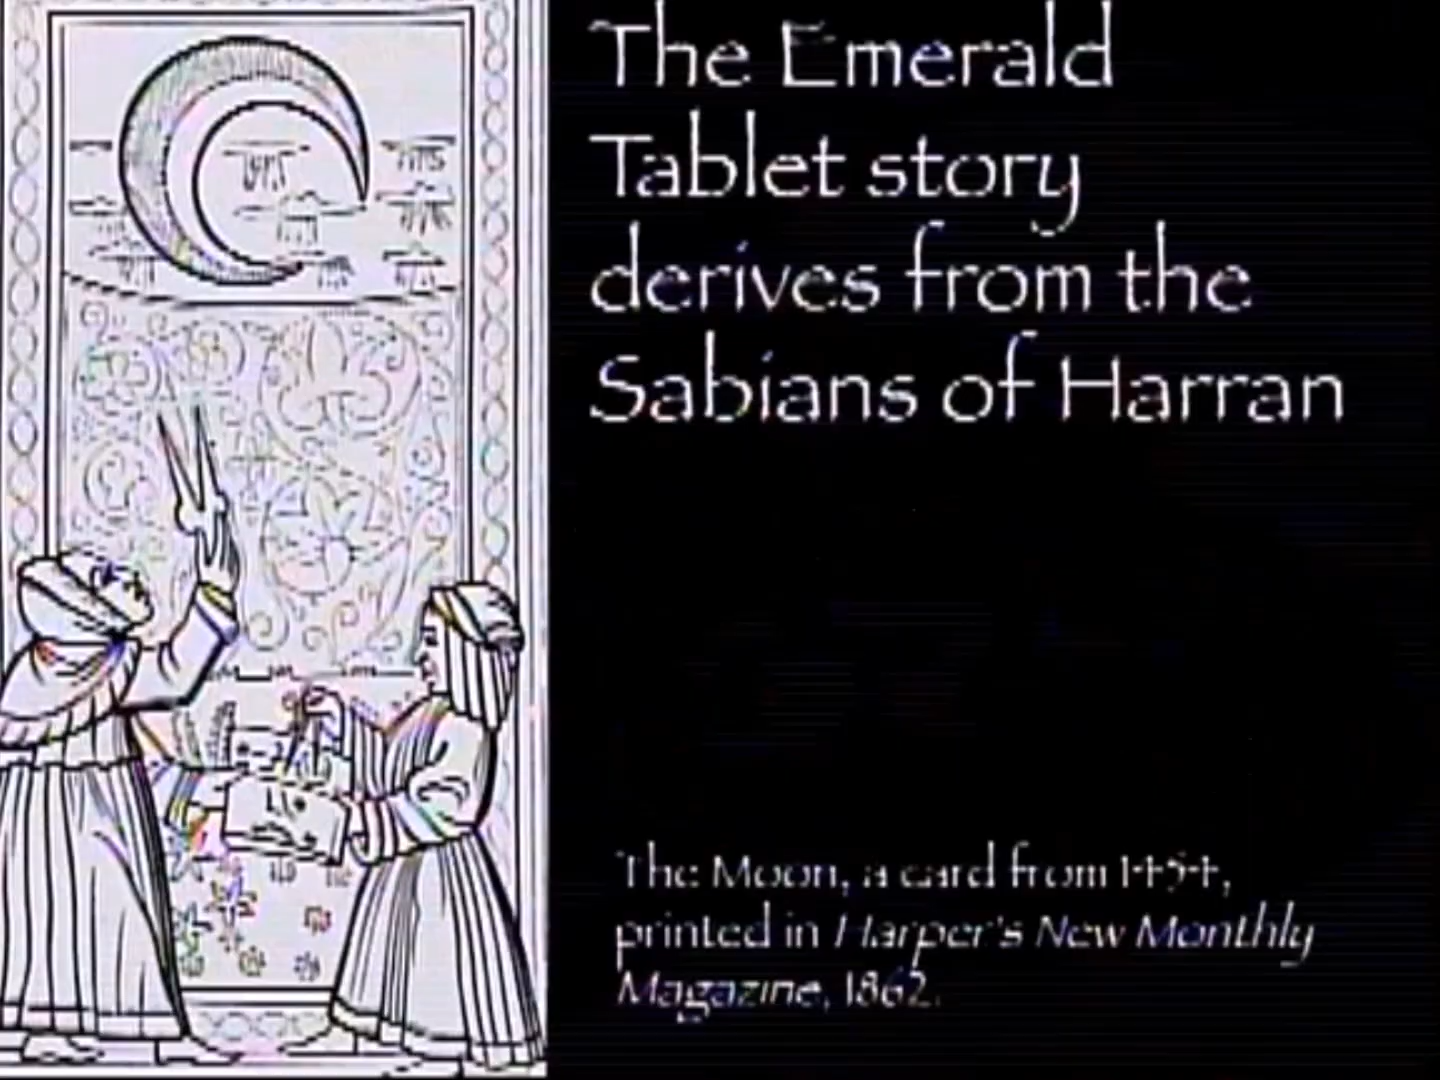 The Emerald
Tablet story
derives from the
Sabians of Harran
The Moon, a card from 1454,
printed in Harper's New Monthly
Magazine, 1862.